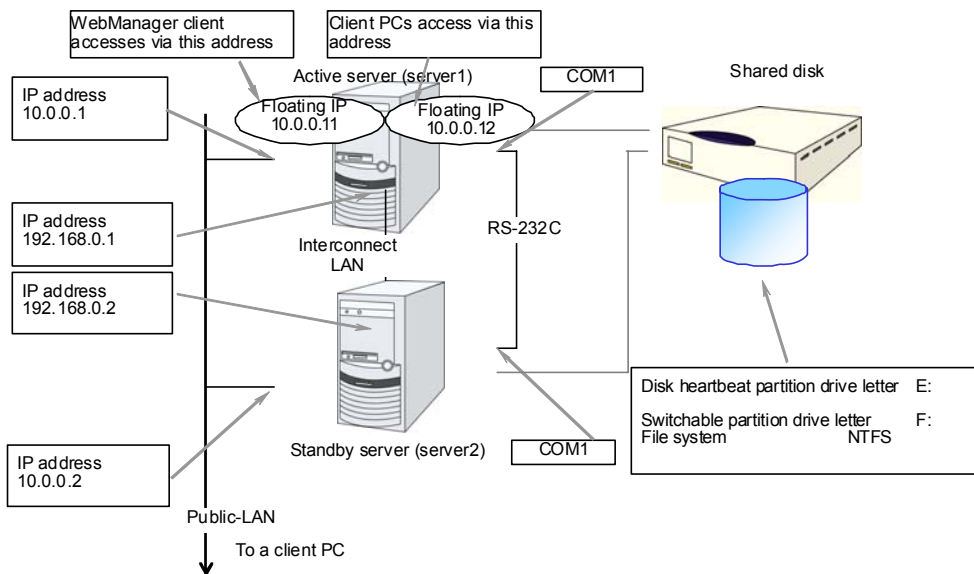 WebManager client
accesses via this address
Client PCs access via this
address
Active server (server1)
COM1
Shared disk
IP address
10.0.0.1
Floating IP
10.0.0.11
Floating IP
10.0.0.12
IP address
192.168.0.1
RS-232C
Interconnect
LAN
IP address
192.168.0.2
Disk heartbeat partition drive letter E:
Switchable partition drive letter F:
File system NTFS
Standby server (server2)
COM1
IP address
10.0.0.2
Public-LAN
To a client PC